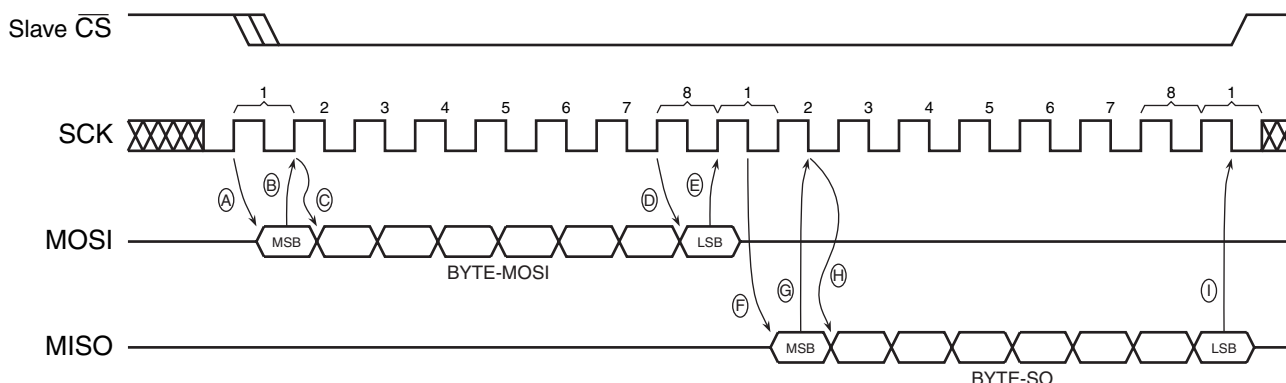 Slave CS
1 8 1 8 1
2 3 4 5 6 7 2 3 4 5 6 7
SCK
A B C D E
MOSI MSB LSB
BYTE-MOSI
F G H I
MISO MSB LSB
BYTE-SO